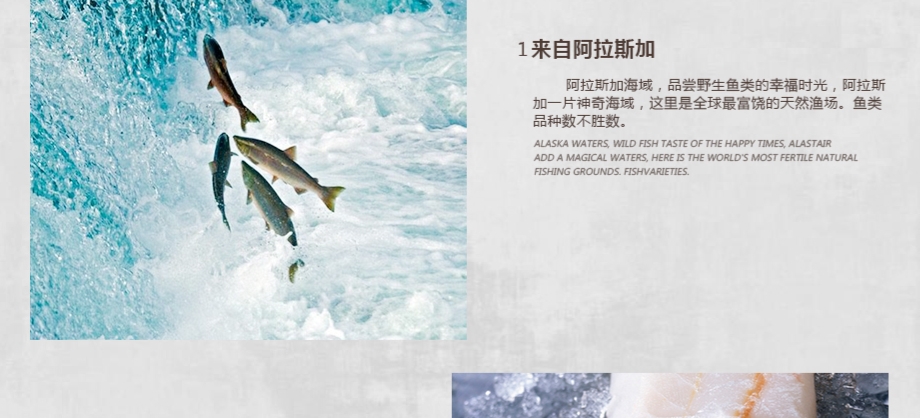 1来自阿拉斯加
阿拉斯加海域，品尝野生鱼类的幸福时光，阿拉斯
加一片神奇海域，这里是全球最富饶的天然渔场。鱼类
品种数不胜数。
ALASKA WATERS, WILD FISH TASTE OF THE HAPPY TIMES, ALASTAIR
ADD A MAGICAL WATERS, HERE IS THE WORLD'S MOST FERTILE NATURAL
FISHING GROUNDS. FISHVARIETIES.